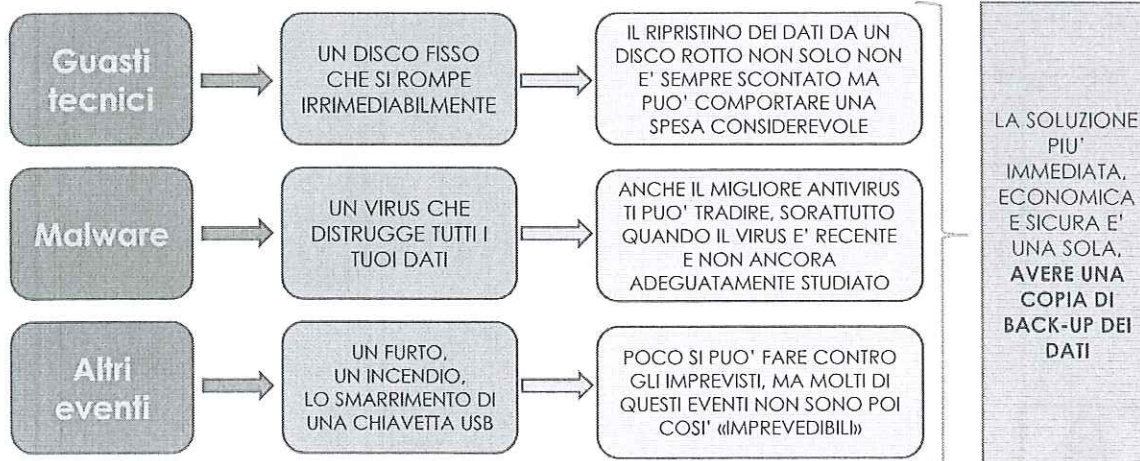 Guasti
tecnici
UN DISCO FISSO
CHE SI ROMPE
IRRIMEDIABILMENTE
IL RIPRISTINO DEI DATI DA UN
DISCO ROTTO NON SOLO NON
E' SEMPRE SCONTATO MA
PUO' COMPORTARE UNA
SPESA CONSIDEREVOLE
Malware
UN VIRUS CHE
DISTRUGGE TUTTI I
TUOI DATI
ANCHE IL MIGLIORE ANTIVIRUS
TI PUO' TRADIRE, SORATTUTTO
QUANDO IL VIRUS E' RECENTE
E NON ANCORA
ADEGUATAMENTE STUDIATO
Altri
eventi
UN FURTO,
UN INCENDIO,
LO SMARRIMENTO DI
UNA CHIAVETTA USB
POCO SI PUO' FARE CONTRO
GLI IMPREVISTI, MA MOLTI DI
QUESTI EVENTI NON SONO POI
COSI' «IMPREVEDIBILI»
LA SOLUZIONE
PIU'
IMMEDIATA,
ECONOMICA
E SICURA E'
UNA SOLA,
AVERE UNA
COPIA DI
BACK-UP DEI
DATI